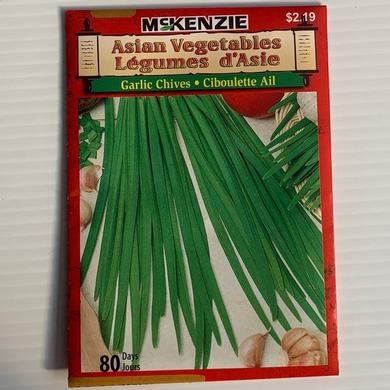 McKENZIE
$2.19
Asian Vegetables
Légumes d'Asie
Garlic Chives • Ciboulette Ail
80 Days
Jours